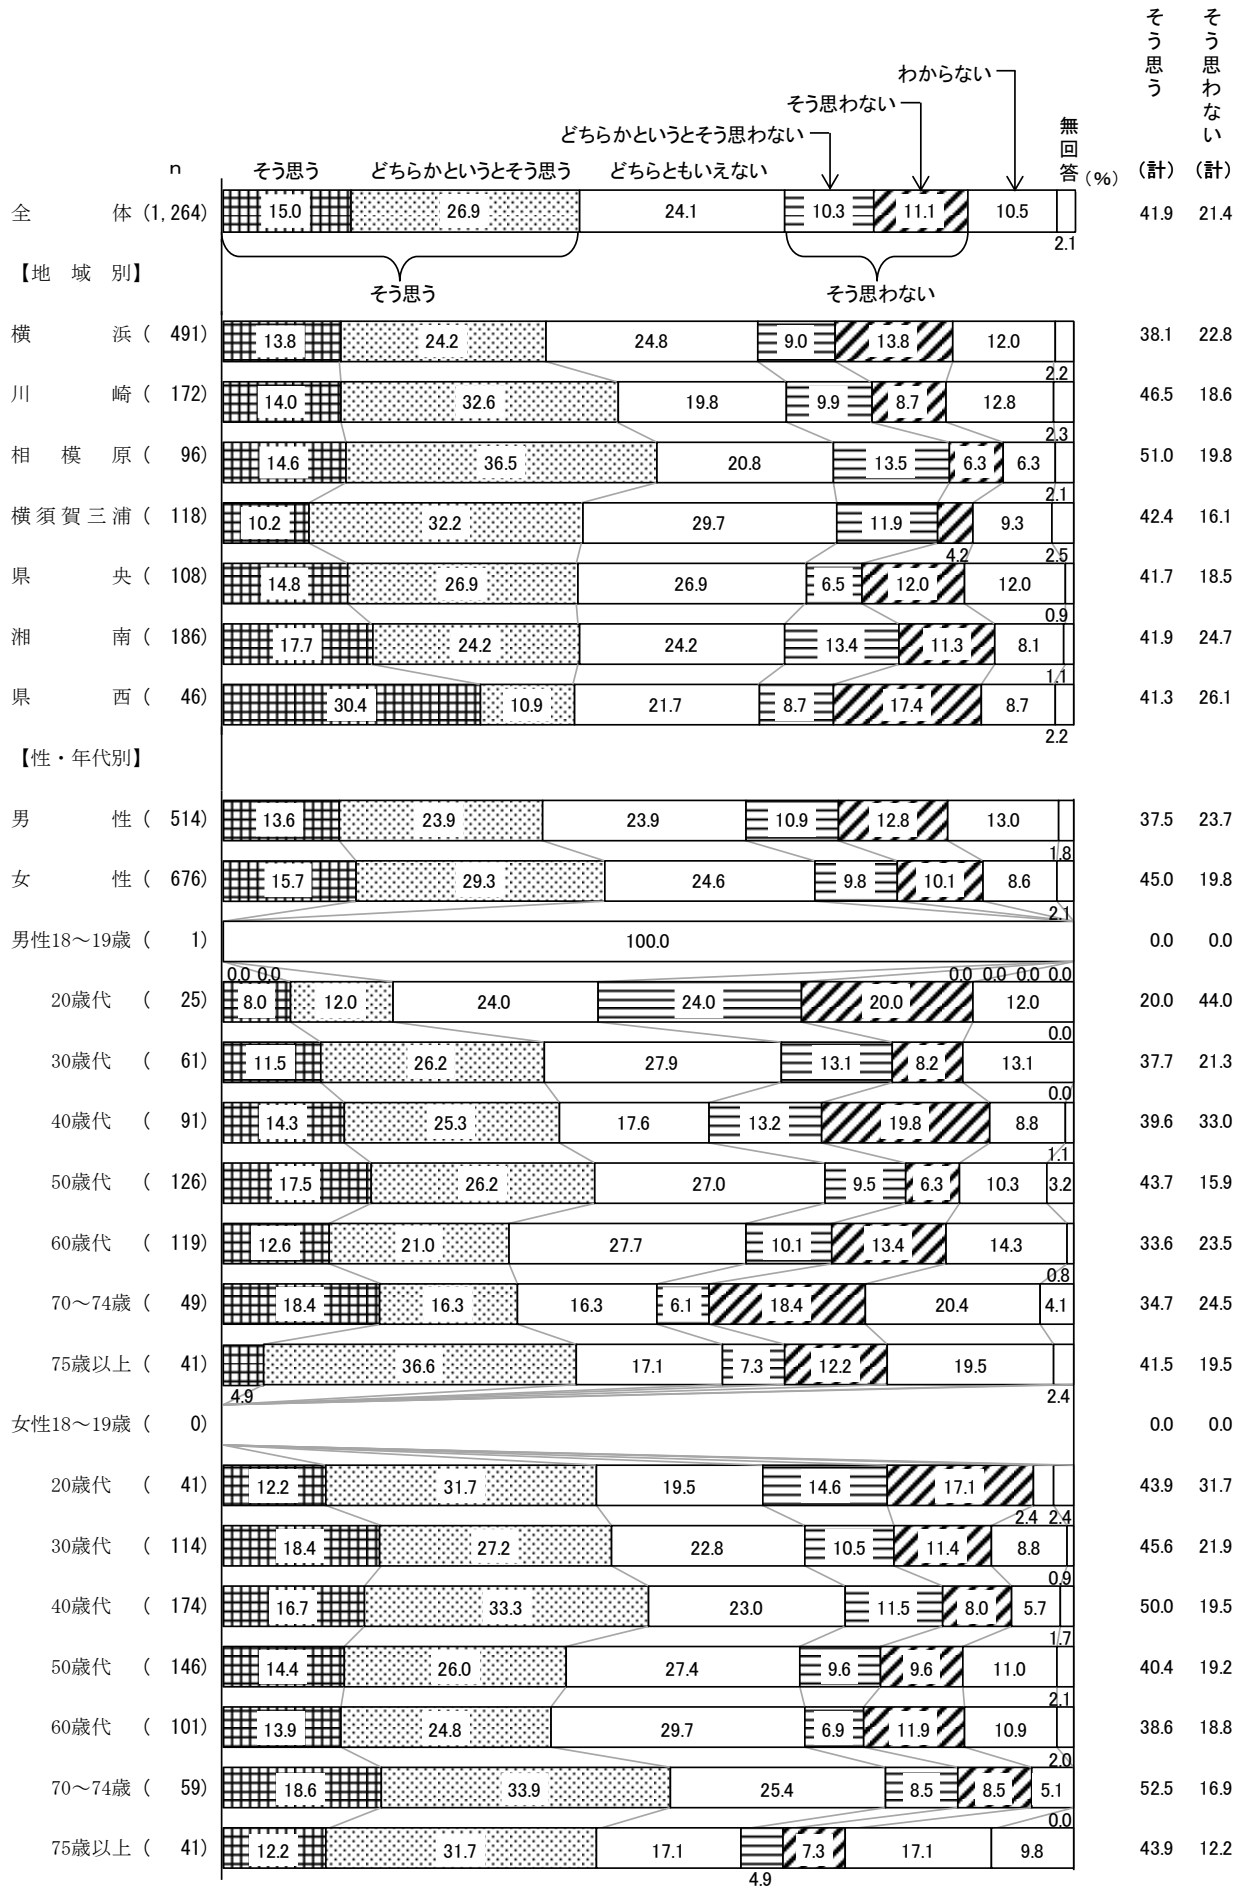 そう思う
そう思わない
わからない
そう思わない
どちらかというとそう思わない
無回答
n そう思う どちらかというとそう思う どちらともいえない (%) (計) (計)
全体 (1,264) 15.0 26.9 24.1 10.3 11.1 10.5 41.9 21.4
2.1
【地域別】
そう思う そう思わない
横浜 ( 491) 13.8 24.2 24.8 9.0 13.8 12.0 38.1 22.8
2.2
川崎 ( 172) 14.0 32.6 19.8 9.9 8.7 12.8 46.5 18.6
2.3
相模原 ( 96) 14.6 36.5 20.8 13.5 6.3 6.3 51.0 19.8
2.1
横須賀三浦 ( 118) 10.2 32.2 29.7 11.9 9.3 42.4 16.1
4.2 2.5
県央 ( 108) 14.8 26.9 26.9 6.5 12.0 12.0 41.7 18.5
0.9
湘南 ( 186) 17.7 24.2 24.2 13.4 11.3 8.1 41.9 24.7
1.1
県西 ( 46) 30.4 10.9 21.7 8.7 17.4 8.7 41.3 26.1
2.2
【性・年代別】
男性 ( 514) 13.6 23.9 23.9 10.9 12.8 13.0 37.5 23.7
1.8
女性 ( 676) 15.7 29.3 24.6 9.8 10.1 8.6 45.0 19.8
2.1
男性18～19歳 ( 1) 100.0 0.0 0.0
0.0 0.0 0.0 0.0 0.0 0.0
20歳代 ( 25) 8.0 12.0 24.0 24.0 20.0 12.0 20.0 44.0
0.0
30歳代 ( 61) 11.5 26.2 27.9 13.1 8.2 13.1 37.7 21.3
0.0
40歳代 ( 91) 14.3 25.3 17.6 13.2 19.8 8.8 39.6 33.0
1.1
50歳代 ( 126) 17.5 26.2 27.0 9.5 6.3 10.3 3.2 43.7 15.9
60歳代 ( 119) 12.6 21.0 27.7 10.1 13.4 14.3 33.6 23.5
0.8
70～74歳 ( 49) 18.4 16.3 16.3 6.1 18.4 20.4 4.1 34.7 24.5
75歳以上 ( 41) 36.6 17.1 7.3 12.2 19.5 41.5 19.5
4.9 2.4
女性18～19歳 ( 0) 0.0 0.0
20歳代 ( 41) 12.2 31.7 19.5 14.6 17.1 43.9 31.7
2.4 2.4
30歳代 ( 114) 18.4 27.2 22.8 10.5 11.4 8.8 45.6 21.9
0.9
40歳代 ( 174) 16.7 33.3 23.0 11.5 8.0 5.7 50.0 19.5
1.7
50歳代 ( 146) 14.4 26.0 27.4 9.6 9.6 11.0 40.4 19.2
2.1
60歳代 ( 101) 13.9 24.8 29.7 6.9 11.9 10.9 38.6 18.8
2.0
70～74歳 ( 59) 18.6 33.9 25.4 8.5 8.5 5.1 52.5 16.9
0.0
75歳以上 ( 41) 12.2 31.7 17.1 7.3 17.1 9.8 43.9 12.2
4.9